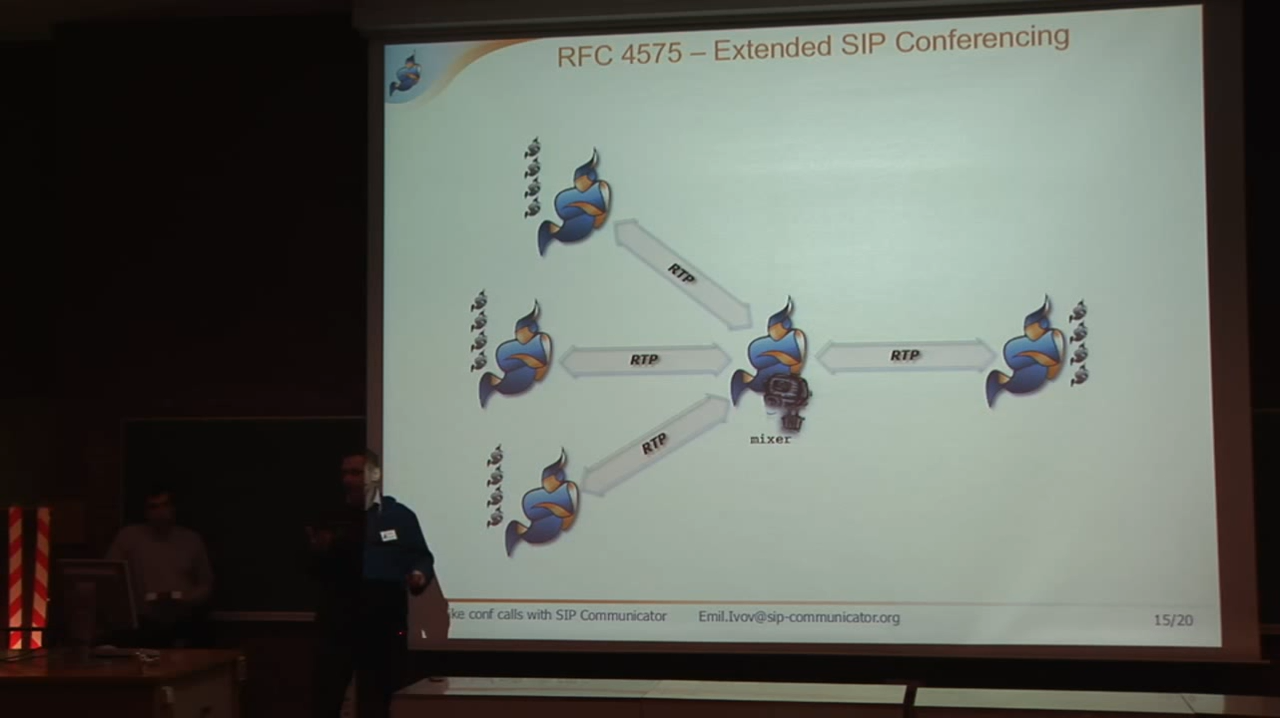 RFC 4575 – Extended SIP Conferencing
RTP
RTP
RTP
RTP
mixer
conf calls with SIP Communicator
Emil.Ivov@sip-communicator.org
15/20